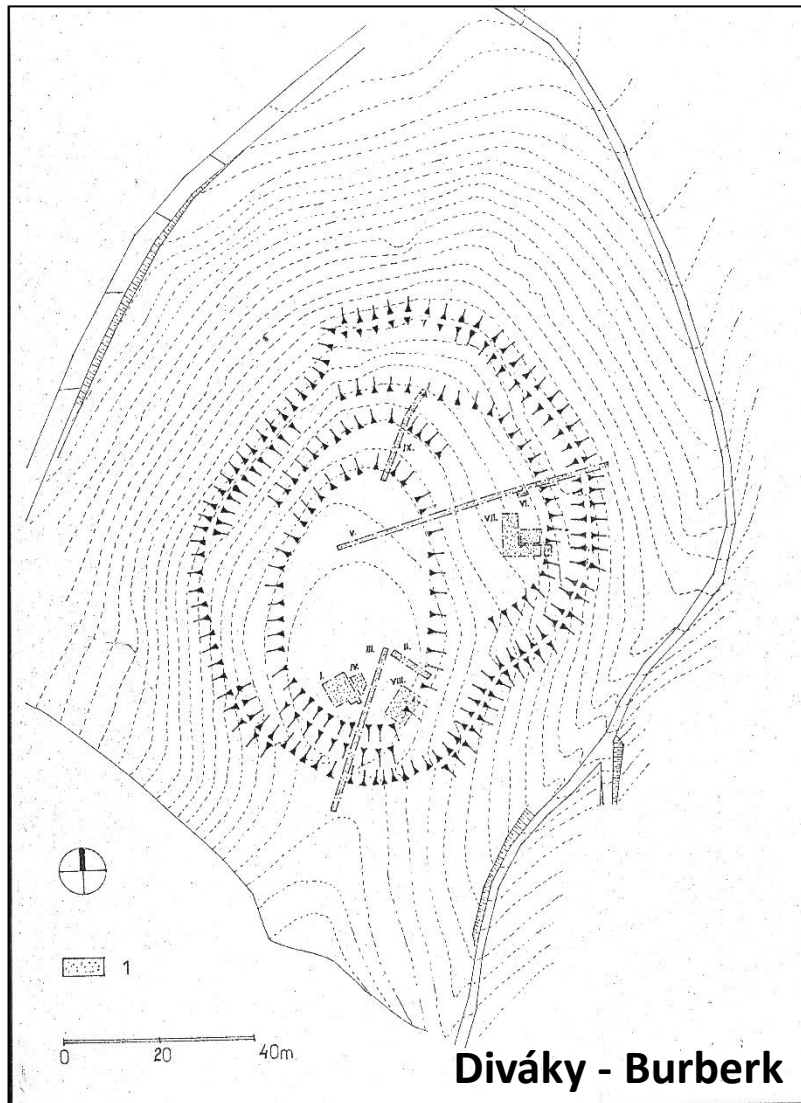 IX.
V.
VI.
VII.
III.
II.
I.
IV.
VIII.
1
0 20 40m
Diváky - Burberk